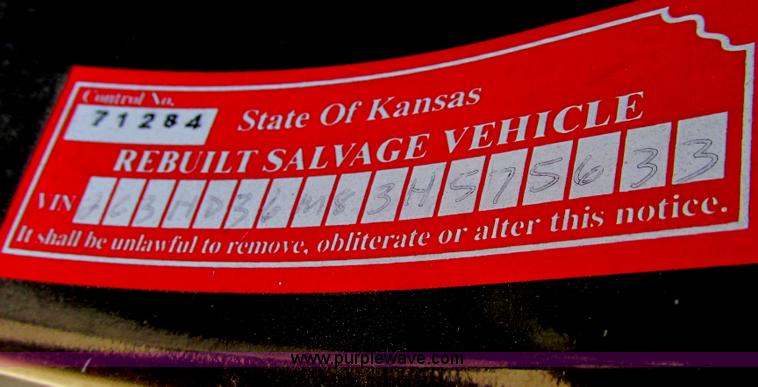 Control No.
71284
State Of Kansas
REBUILT SALVAGE VEHICLE
VIN 2C3HD36M83H575633
It shall be unlawful to remove, obliterate or alter this notice.
www.purplewave.com